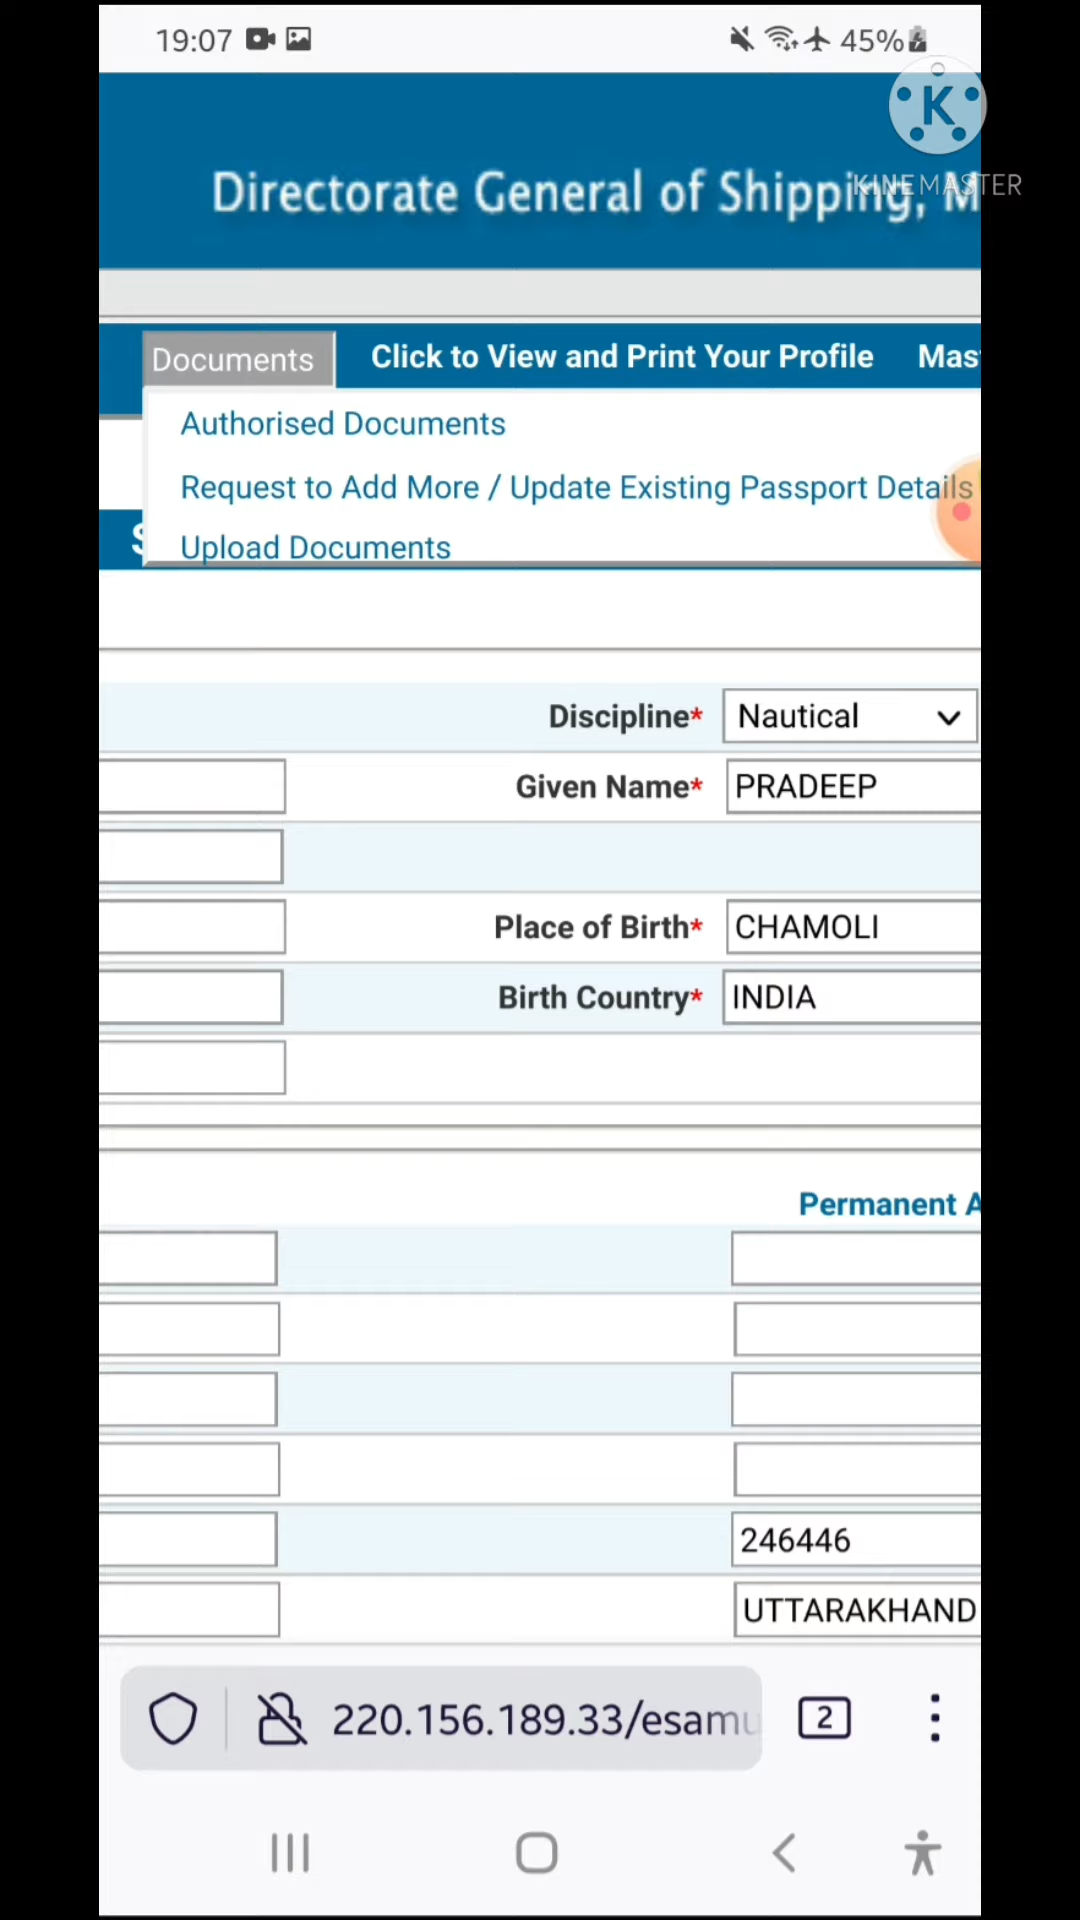 19:07 45%
K
KINEMASTER
Directorate General of Shipping, M
Documents Click to View and Print Your Profile Mas
Authorised Documents
Request to Add More / Update Existing Passport Details
S Upload Documents
Discipline* Nautical
Given Name* PRADEEP
Place of Birth* CHAMOLI
Birth Country* INDIA
Permanent A
246446
UTTARAKHAND
220.156.189.33/esamu 2